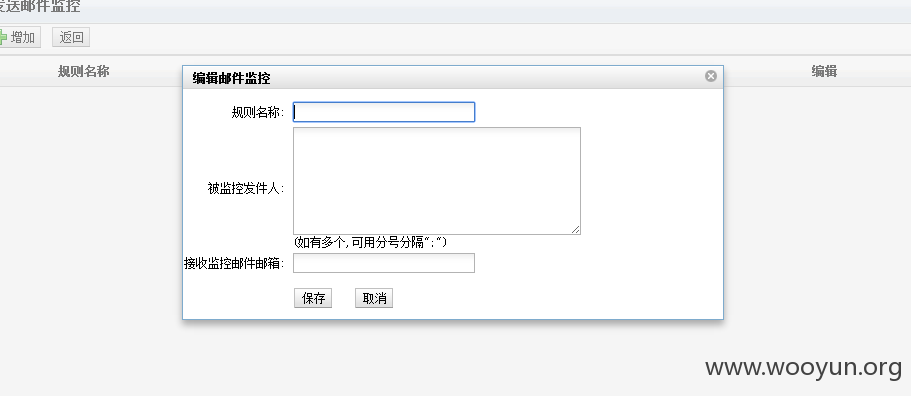 发送邮件监控
增加 返回
规则名称 编辑
编辑邮件监控
规则名称:
被监控发件人:
(如有多个,可用分号分隔";")
接收监控邮件邮箱:
保存 取消
www.wooyun.org